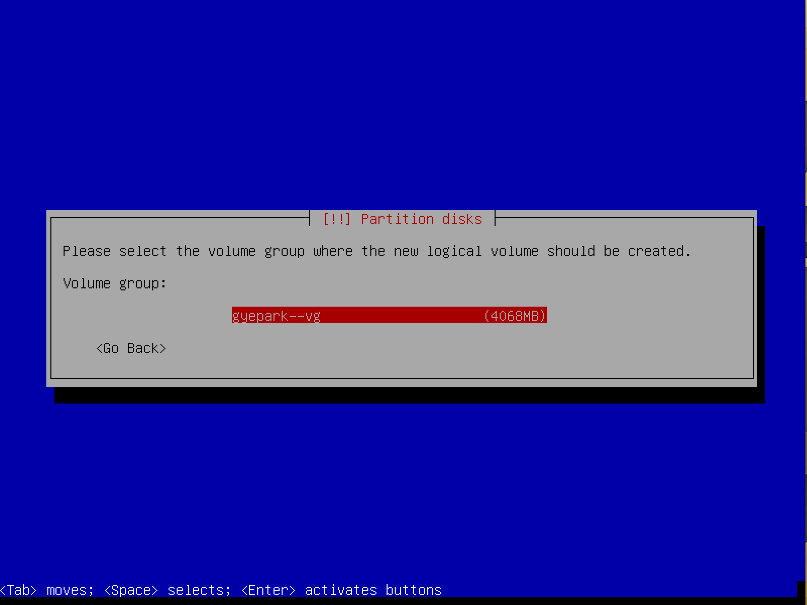 [!!] Partition disks
Please select the volume group where the new logical volume should be created.
Volume group:
gyepark--vg (4068MB)
<Go Back>
<Tab> moves; <Space> selects; <Enter> activates buttons